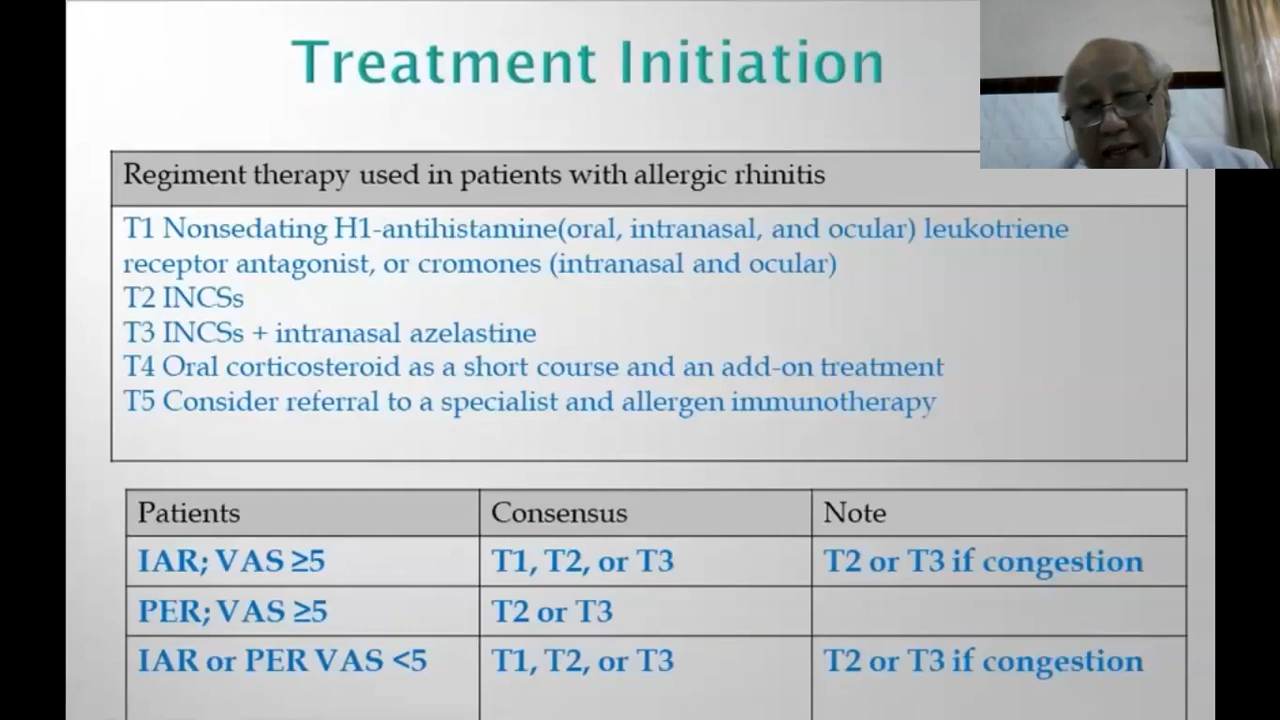 Treatment Initiation
Regiment therapy used in patients with allergic rhinitis
T1 Nonsedating H1-antihistamine(oral, intranasal, and ocular) leukotriene
receptor antagonist, or cromones (intranasal and ocular)
T2 INCSs
T3 INCSs + intranasal azelastine
T4 Oral corticosteroid as a short course and an add-on treatment
T5 Consider referral to a specialist and allergen immunotherapy
Patients Consensus Note
IAR; VAS ≥5 T1, T2, or T3 T2 or T3 if congestion
PER; VAS ≥5 T2 or T3
IAR or PER VAS <5 T1, T2, or T3 T2 or T3 if congestion